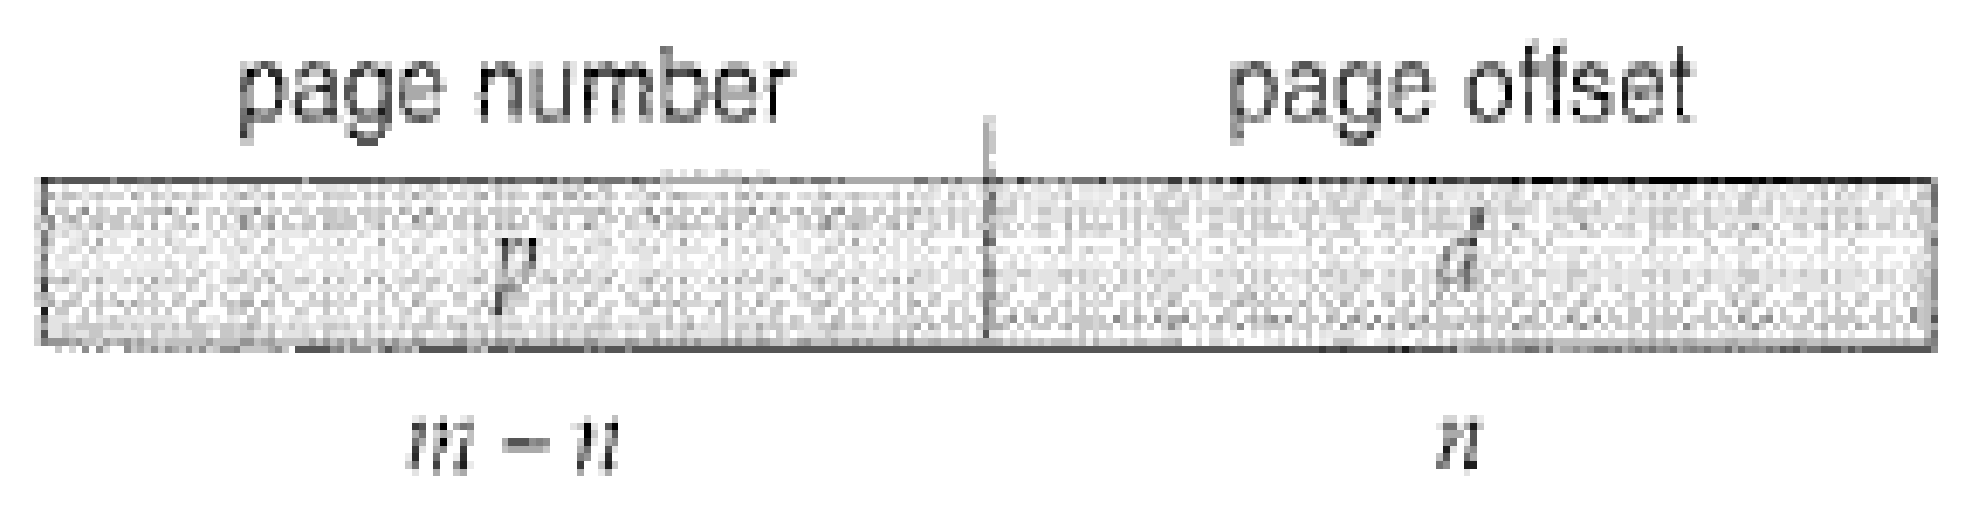 page number page offset
p d
m – n n